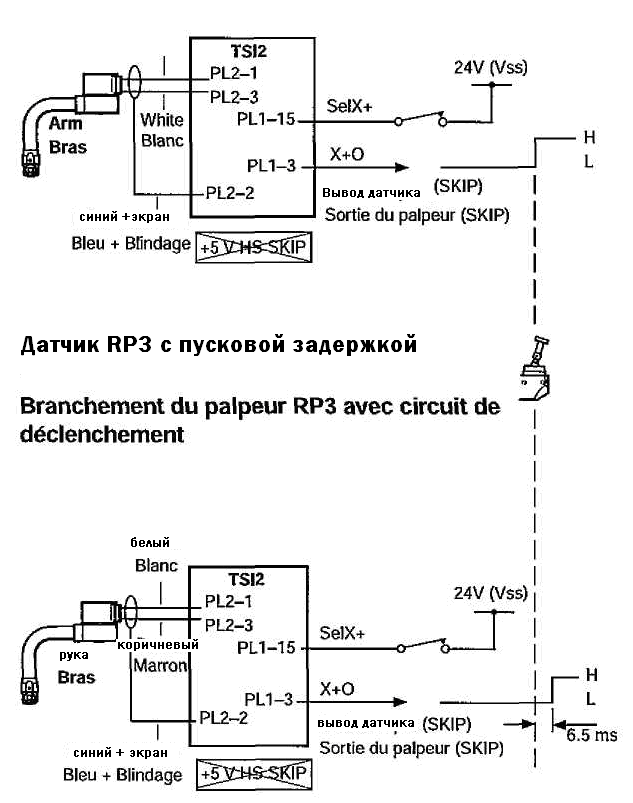 TSI2
PL2–1
PL2–3
PL1–15
SelX+
24V (Vss)
White
Blanc
Arm
Bras
PL1–3
X+O
H
L
PL2–2
Вывод датчика (SKIP)
Sortie du palpeur (SKIP)
синий +экран
Bleu + Blindage
+5 V HS SKIP
Датчик RP3 с пусковой задержкой
Branchement du palpeur RP3 avec circuit de
déclenchement
белый
Blanc
TSI2
PL2–1
PL2–3
24V (Vss)
SelX+
PL1–15
коричневый
Marron
рука
Bras
PL1–3
X+O
H
L
PL2–2
вывод датчика (SKIP)
Sortie du palpeur (SKIP)
6.5 ms
синий + экран
Bleu + Blindage
+5 V HS SKIP